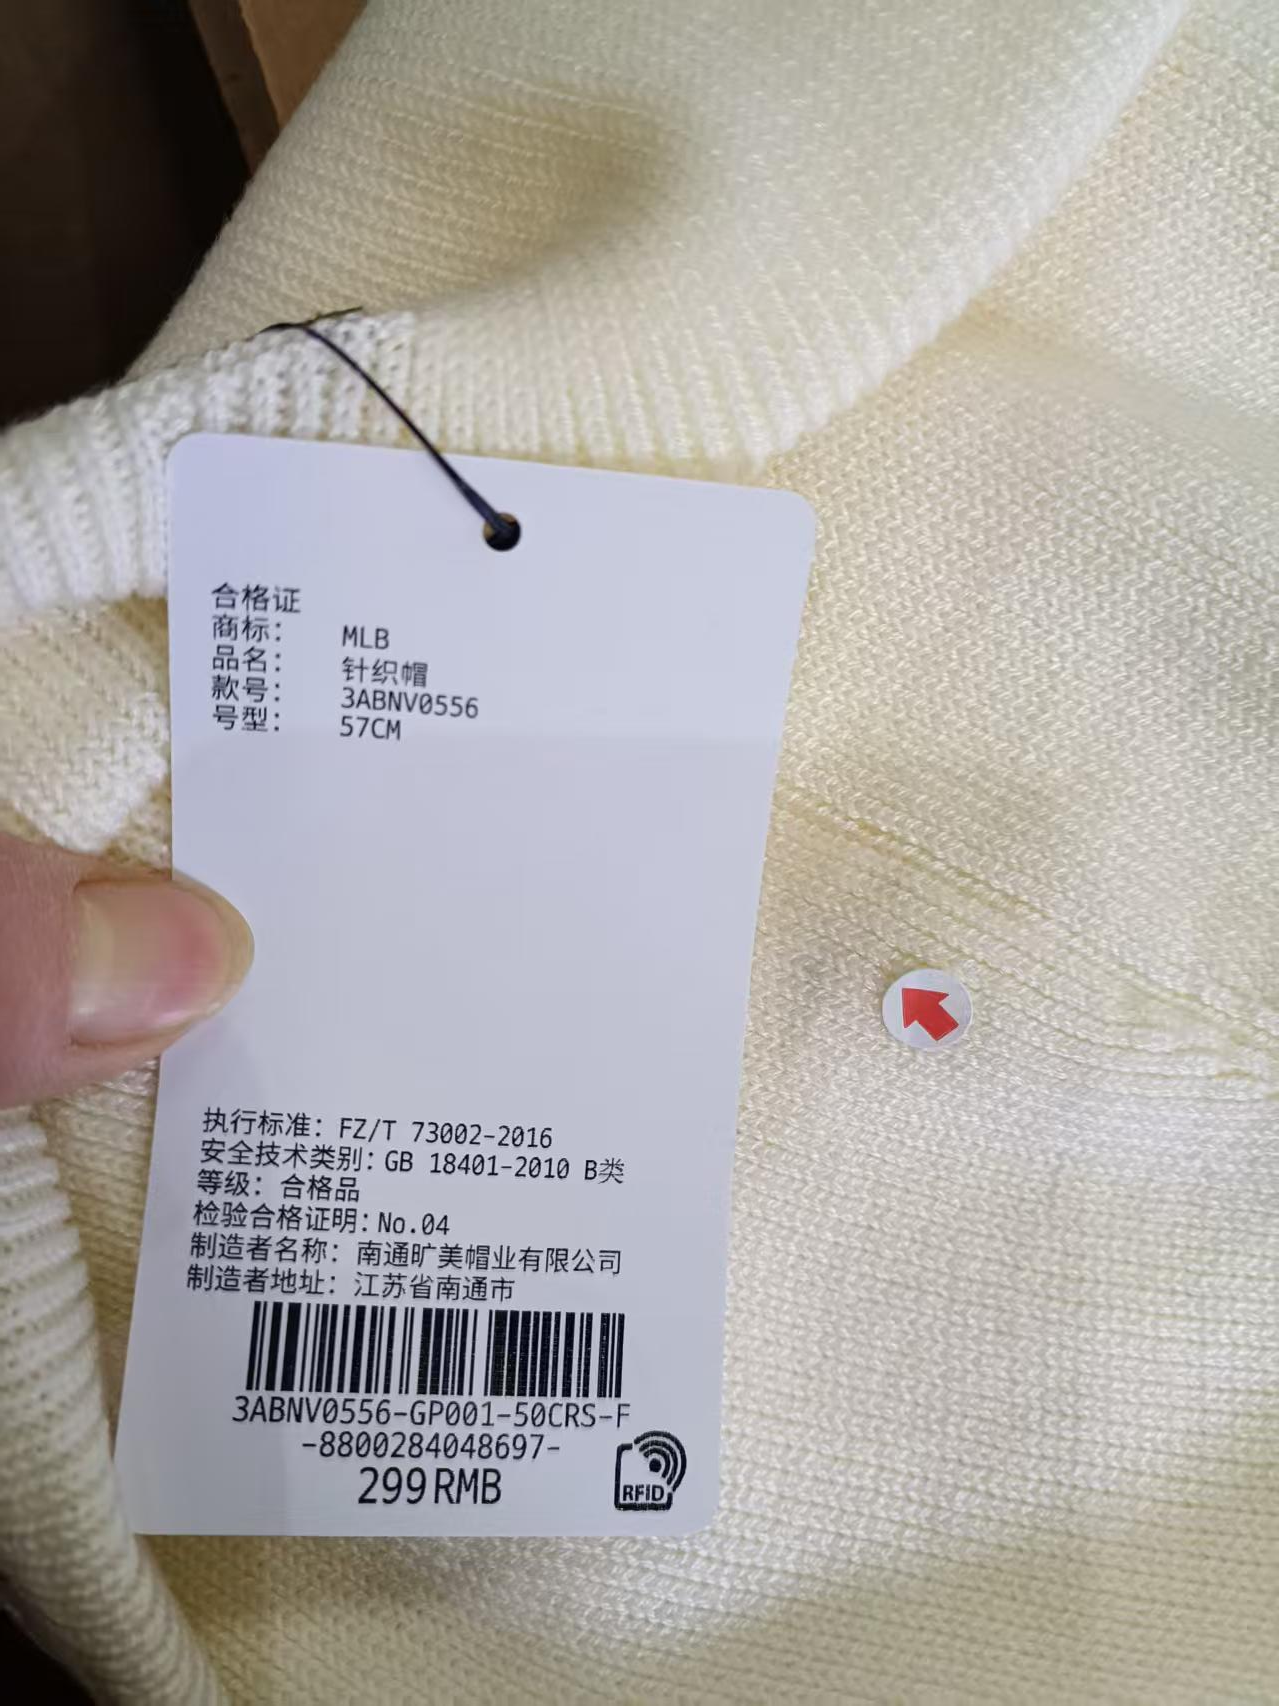 合格证
商标: MLB
品名: 针织帽
款号: 3ABNV0556
号型: 57CM
执行标准: FZ/T 73002-2016
安全技术类别: GB 18401-2010 B类
等级: 合格品
检验合格证明: No.04
制造者名称: 南通旷美帽业有限公司
制造者地址: 江苏省南通市
3ABNV0556-GP001-50CRS-F
-8800284048697-
299RMB
RFID